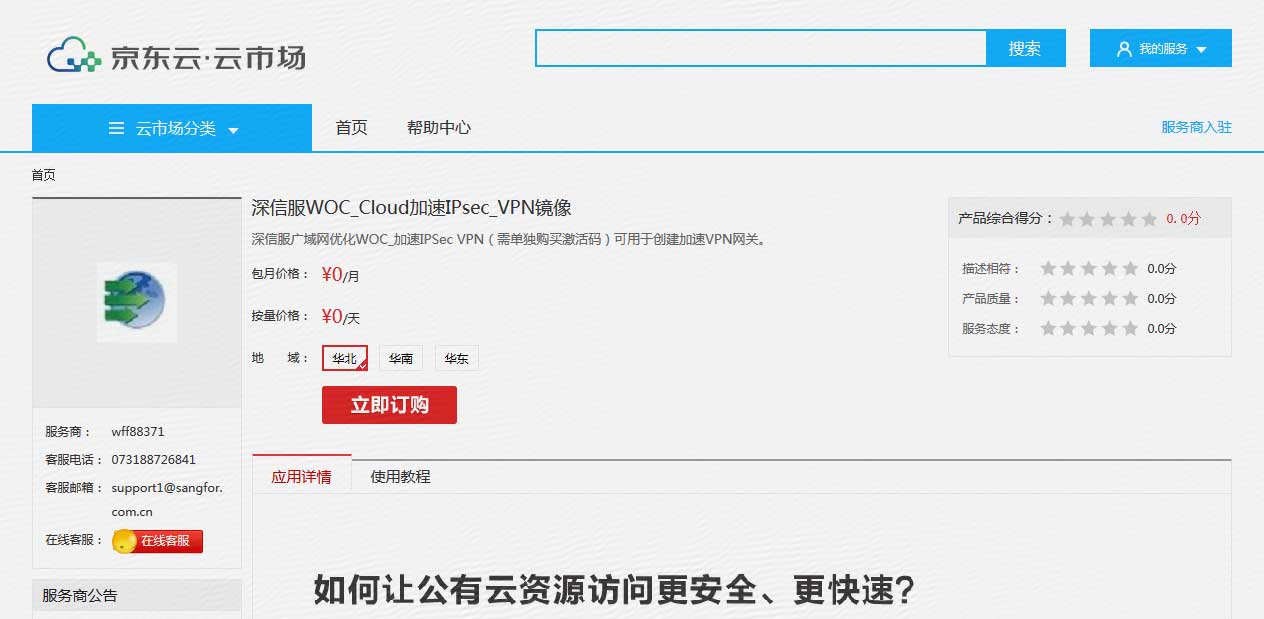 京东云·云市场
搜索
我的服务
云市场分类
首页
帮助中心
服务商入驻
首页
深信服WOC_Cloud加速IPsec_VPN镜像
深信服广域网优化WOC_加速IPSec VPN（需单独购买激活码）可用于创建加速VPN网关。
包月价格： ¥0/月
按量价格： ¥0/天
地 域： 华北 华南 华东
立即订购
产品综合得分： 0.0分
描述相符： 0.0分
产品质量： 0.0分
服务态度： 0.0分
服务商： wff88371
客服电话： 073188726841
客服邮箱： support1@sangfor.
com.cn
在线客服： 在线客服
服务商公告
应用详情
使用教程
如何让公有云资源访问更安全、更快速?